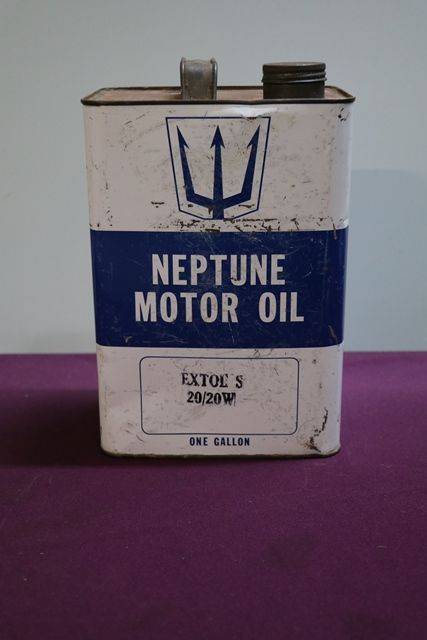 NEPTUNE
MOTOR OIL
EXTOL S
20/20W
ONE GALLON